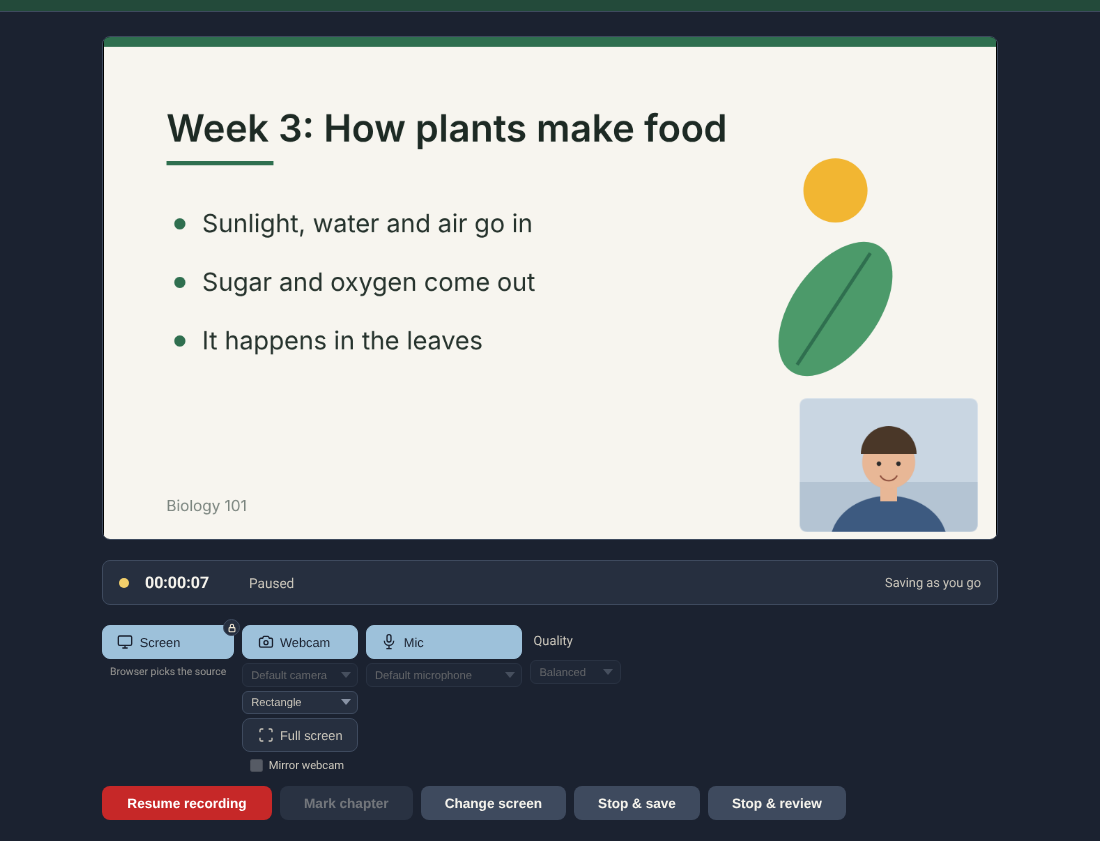 Week 3: How plants make food
Sunlight, water and air go in
Sugar and oxygen come out
It happens in the leaves
Biology 101
00:00:07 Paused Saving as you go
Screen Webcam Mic Quality
Browser picks the source Default camera Default microphone Balanced
Rectangle
Full screen
Mirror webcam
Resume recording Mark chapter Change screen Stop & save Stop & review